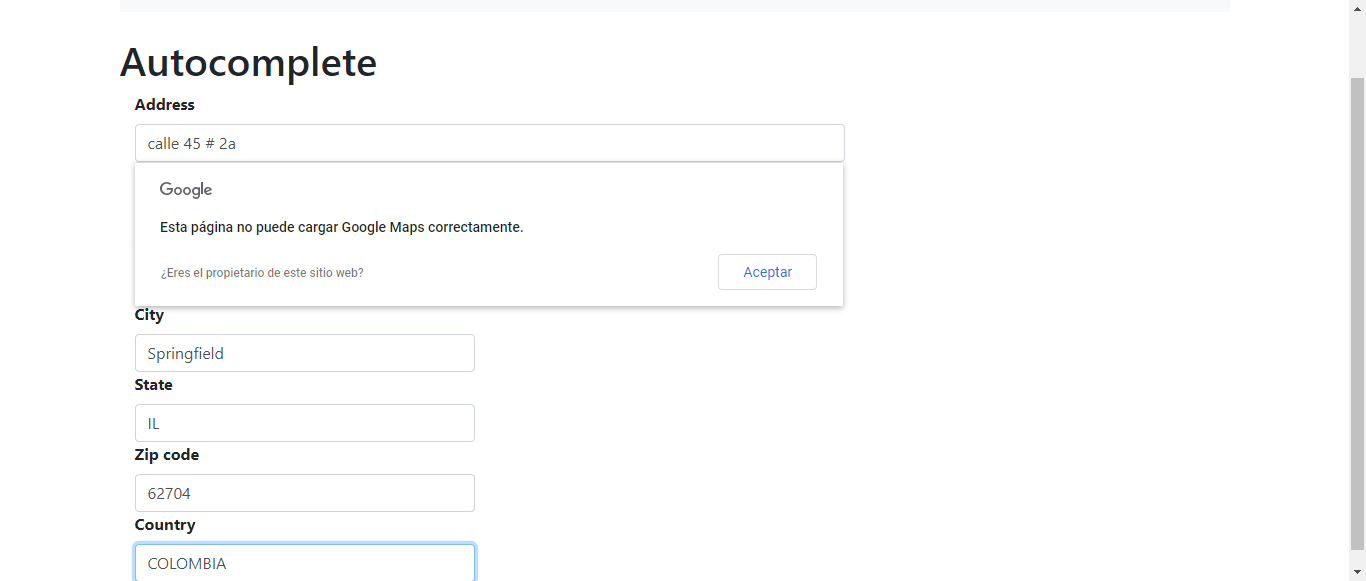 Autocomplete
Address
calle 45 # 2a
Google
Esta página no puede cargar Google Maps correctamente.
¿Eres el propietario de este sitio web?
Aceptar
City
Springfield
State
IL
Zip code
62704
Country
COLOMBIA